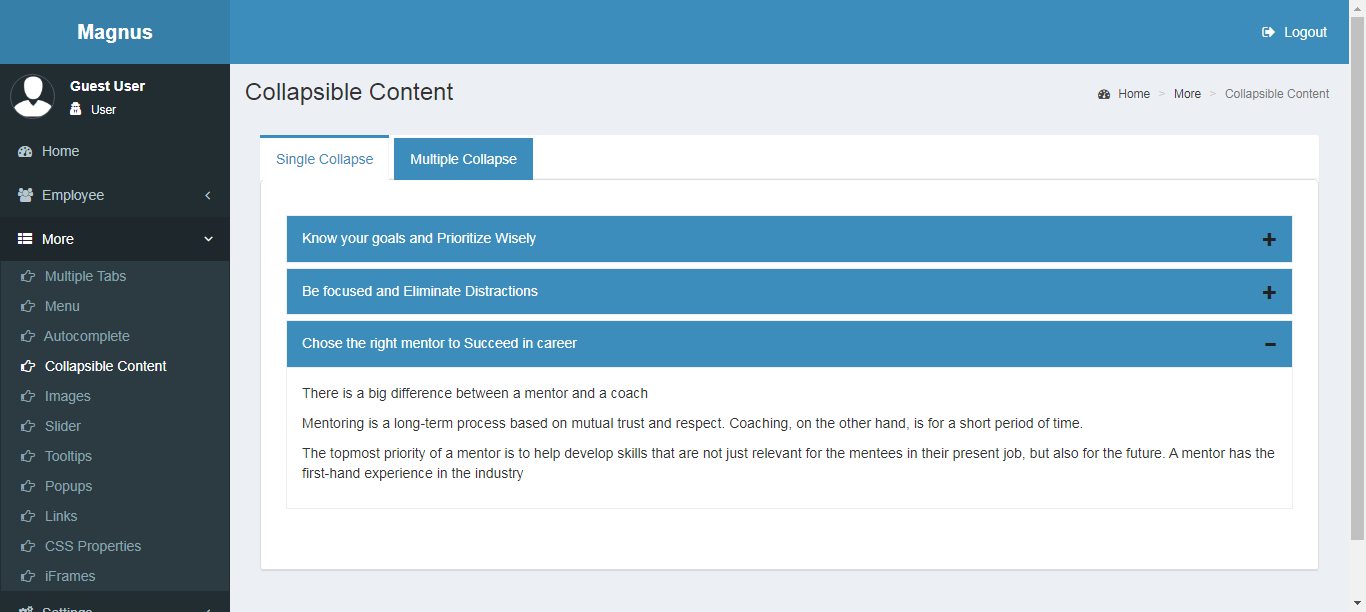 Magnus
Logout
Guest User
User
Home
Employee
More
Multiple Tabs
Menu
Autocomplete
Collapsible Content
Images
Slider
Tooltips
Popups
Links
CSS Properties
iFrames
Settings
Collapsible Content
Home > More > Collapsible Content
Single Collapse
Multiple Collapse
Know your goals and Prioritize Wisely
Be focused and Eliminate Distractions
Chose the right mentor to Succeed in career
There is a big difference between a mentor and a coach
Mentoring is a long-term process based on mutual trust and respect. Coaching, on the other hand, is for a short period of time.
The topmost priority of a mentor is to help develop skills that are not just relevant for the mentees in their present job, but also for the future. A mentor has the
first-hand experience in the industry